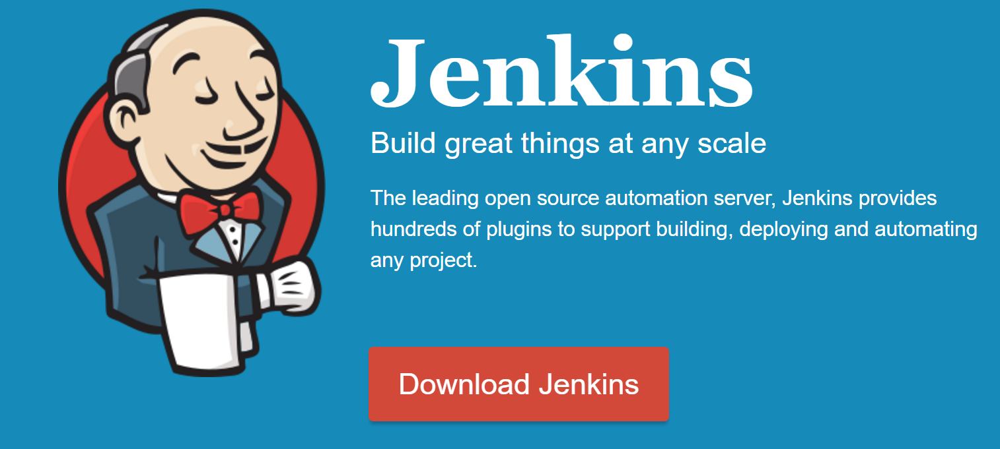 Jenkins
Build great things at any scale
The leading open source automation server, Jenkins provides
hundreds of plugins to support building, deploying and automating
any project.
Download Jenkins